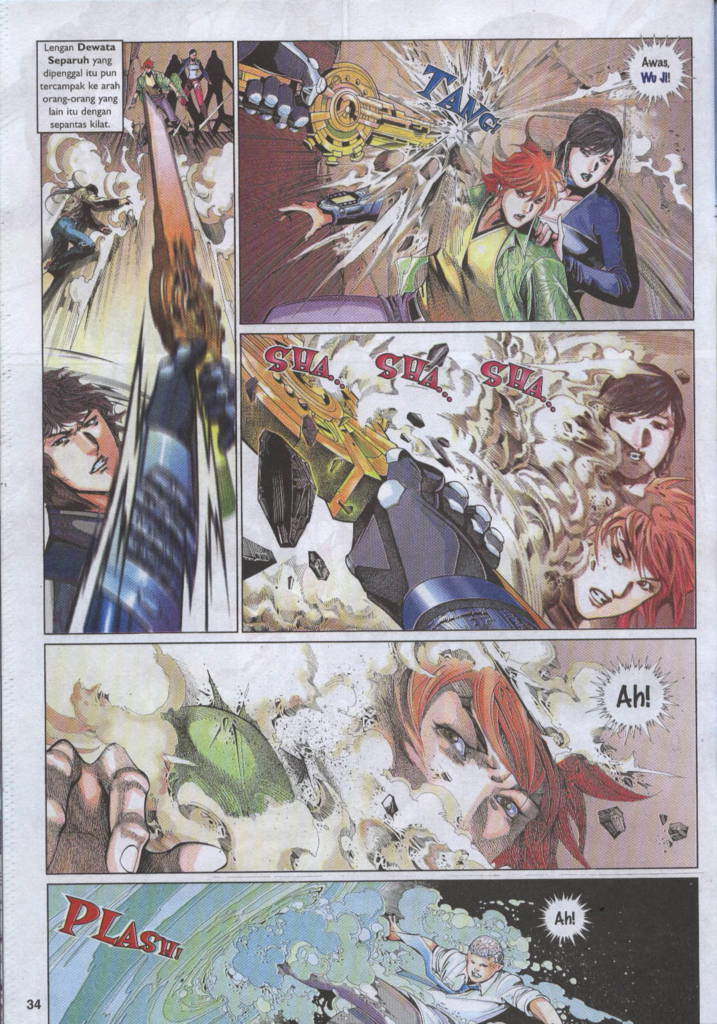 Lengan Dewata
Separuh yang
dipenggal itu pun
tercampak ke arah
orang-orang yang
lain itu dengan
sepantas kilat.
Awas,
Wu Ji!
TANG!
SHA... SHA... SHA...
Ah!
PLASH!
Ah!
34